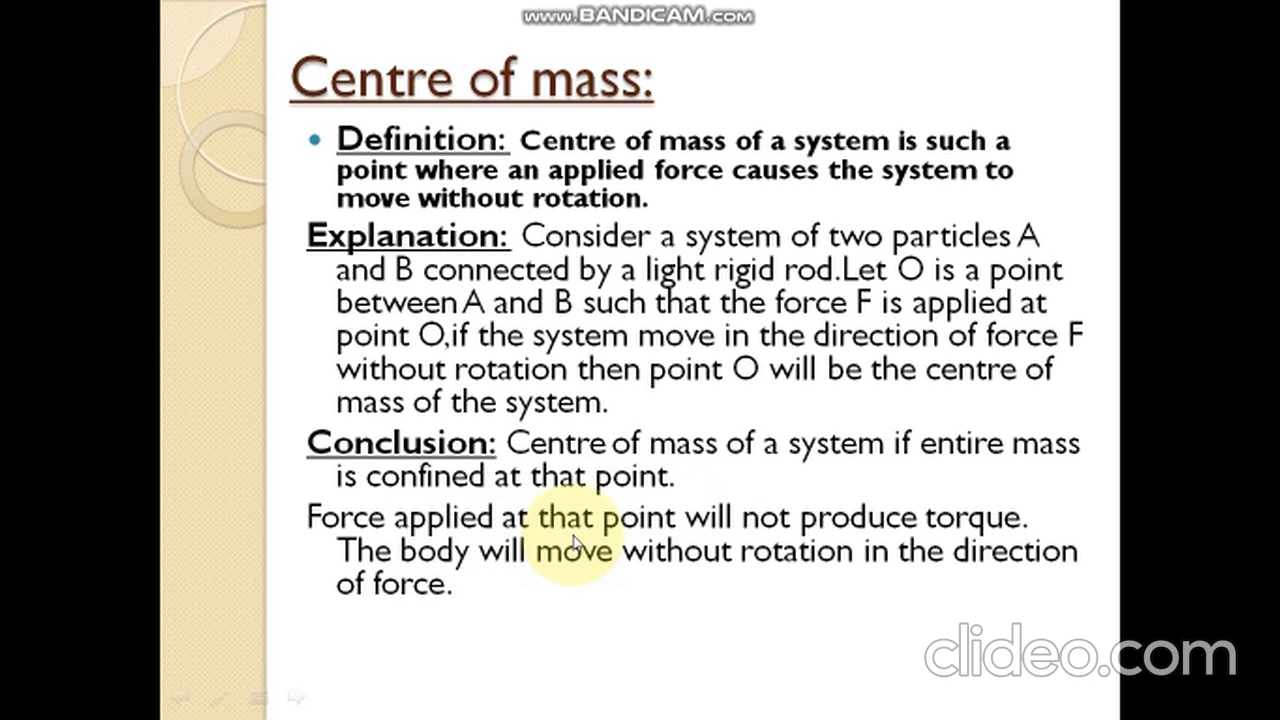 www.BANDICAM.com
Centre of mass:
• Definition: Centre of mass of a system is such a
point where an applied force causes the system to
move without rotation.
Explanation: Consider a system of two particles A
and B connected by a light rigid rod.Let O is a point
between A and B such that the force F is applied at
point O,if the system move in the direction of force F
without rotation then point O will be the centre of
mass of the system.
Conclusion: Centre of mass of a system if entire mass
is confined at that point.
Force applied at that point will not produce torque.
The body will move without rotation in the direction
of force.
clideo.com